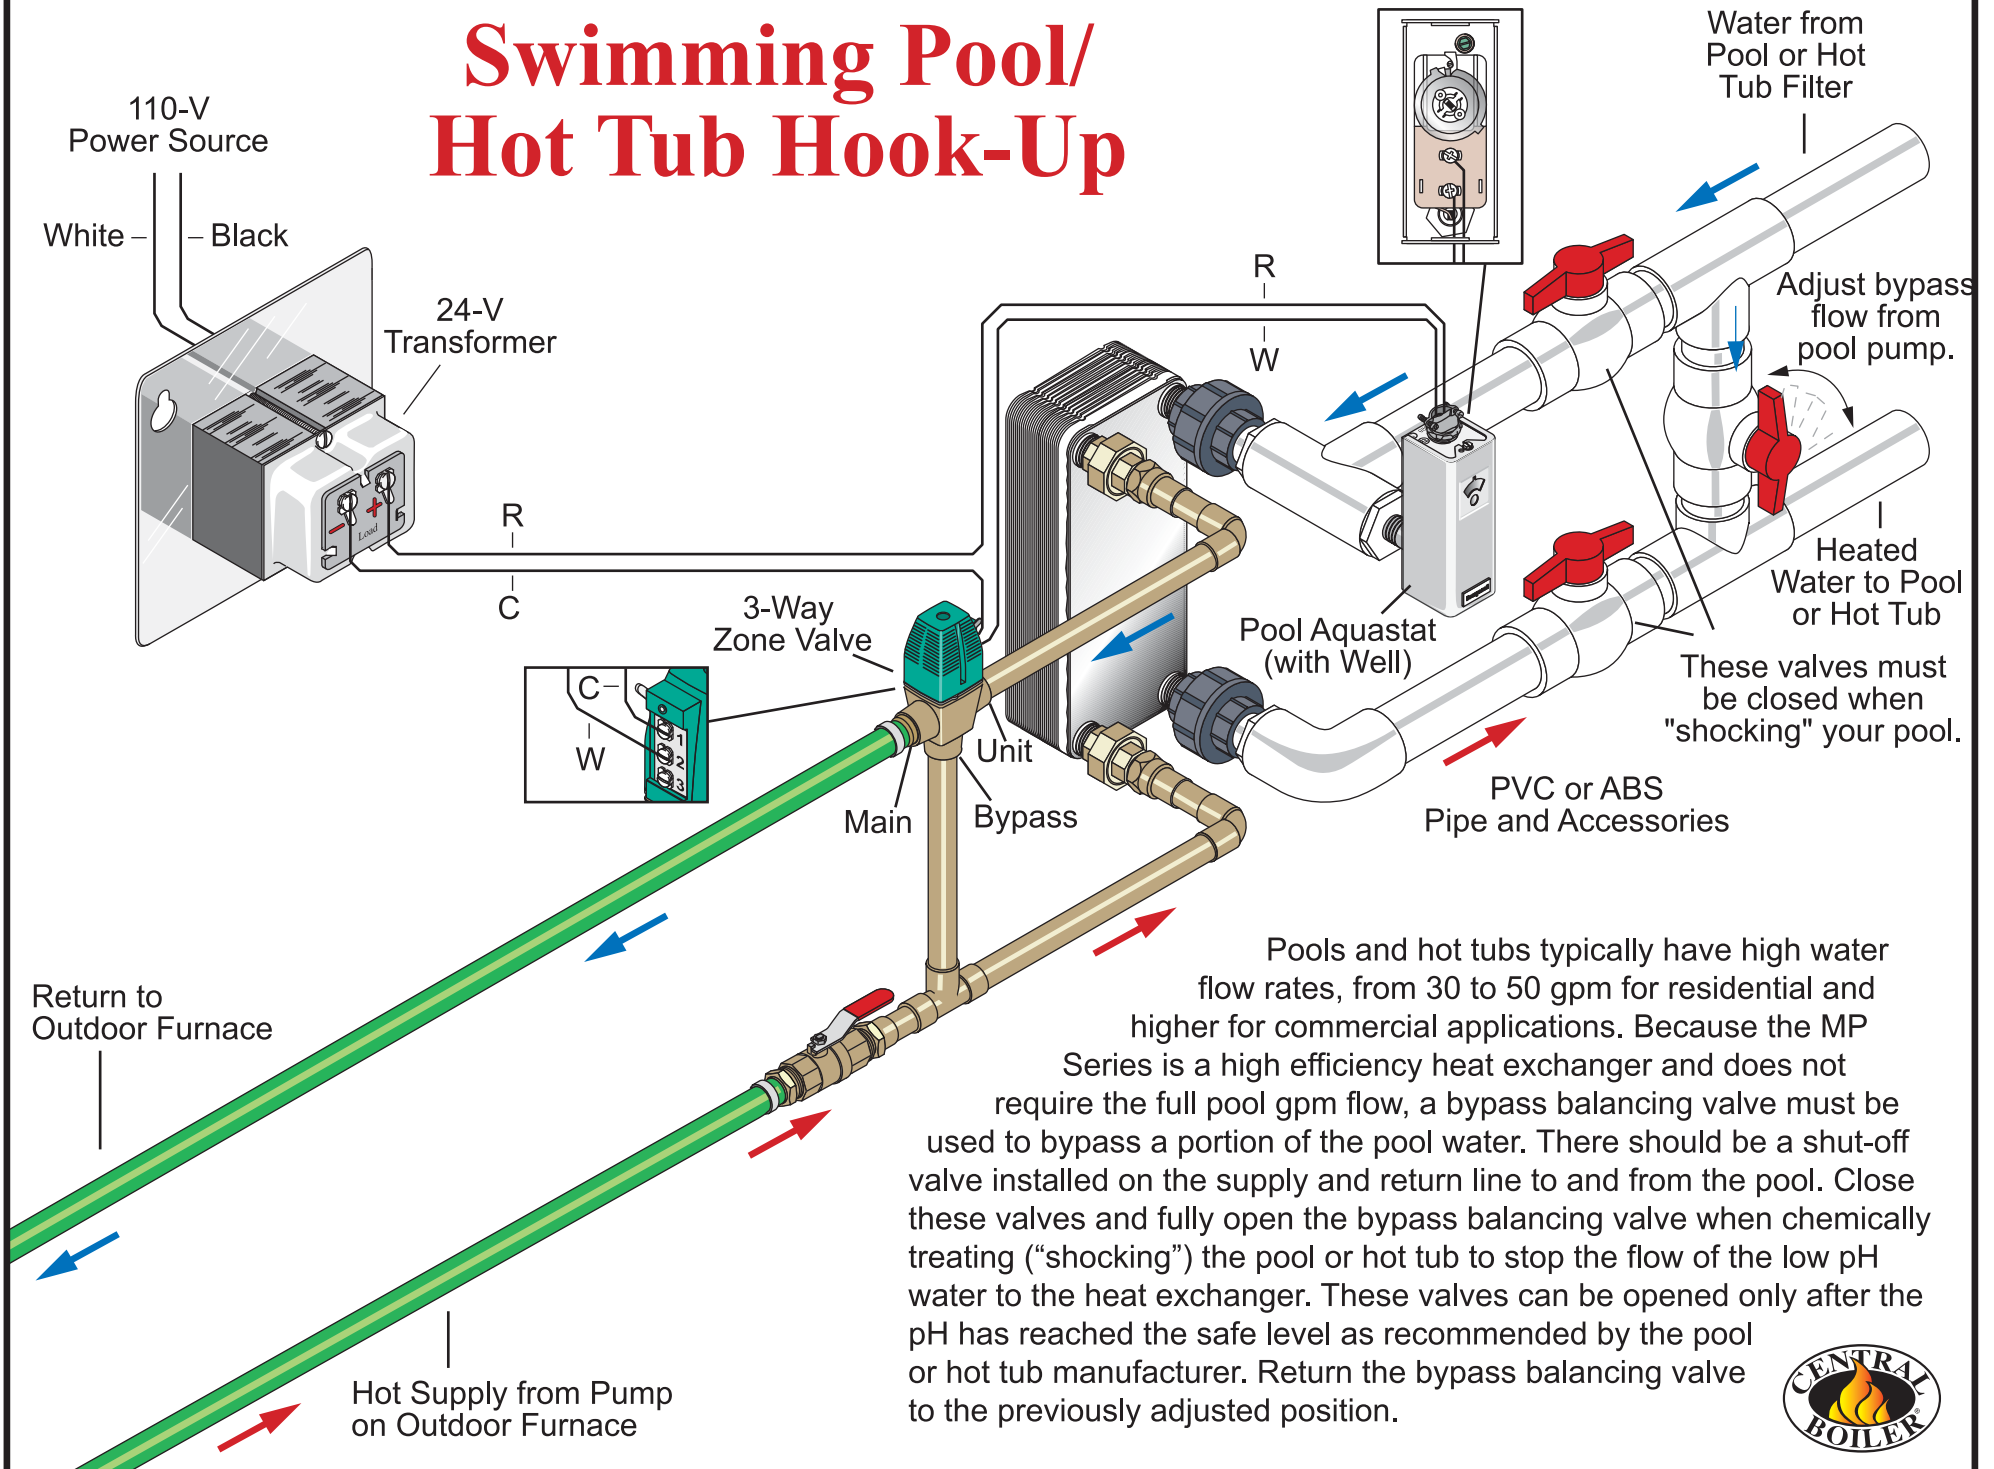 Swimming Pool/
Hot Tub Hook-Up
110-V
Power Source
White
Black
24-V
Transformer
Load
R
C
R
W
Water from
Pool or Hot
Tub Filter
Adjust bypass
flow from
pool pump.
Heated
Water to Pool
or Hot Tub
Pool Aquastat
(with Well)
These valves must
be closed when
"shocking" your pool.
PVC or ABS
Pipe and Accessories
3-Way
Zone Valve
C
W
1
2
3
Unit
Main
Bypass
Return to
Outdoor Furnace
Hot Supply from Pump
on Outdoor Furnace
Pools and hot tubs typically have high water
flow rates, from 30 to 50 gpm for residential and
higher for commercial applications. Because the MP
Series is a high efficiency heat exchanger and does not
require the full pool gpm flow, a bypass balancing valve must be
used to bypass a portion of the pool water. There should be a shut-off
valve installed on the supply and return line to and from the pool. Close
these valves and fully open the bypass balancing valve when chemically
treating (“shocking”) the pool or hot tub to stop the flow of the low pH
water to the heat exchanger. These valves can be opened only after the
pH has reached the safe level as recommended by the pool
or hot tub manufacturer. Return the bypass balancing valve
to the previously adjusted position.
CENTRAL
BOILER®